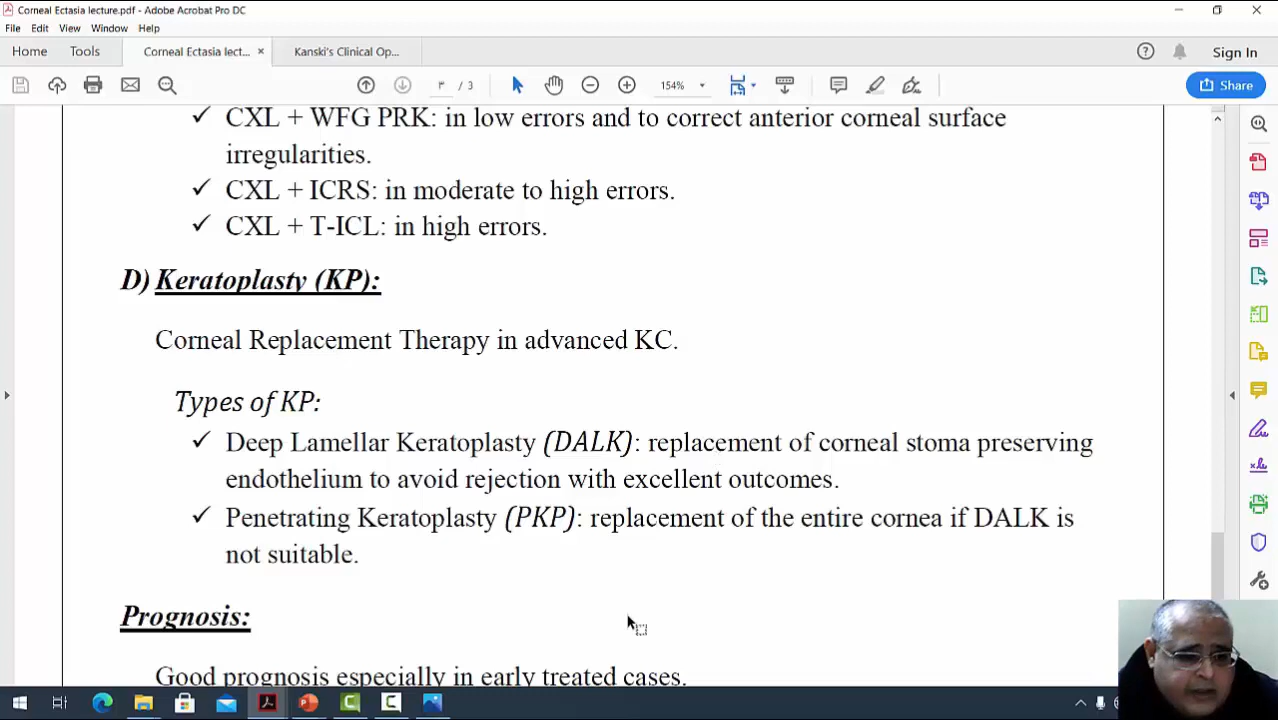 Corneal Ectasia lecture.pdf - Adobe Acrobat Pro DC
File Edit View Window Help
Home Tools Corneal Ectasia lect... × Kanski's Clinical Op... Sign In
٣ / 3 154% Share
✓ CXL + WFG PRK: in low errors and to correct anterior corneal surface
irregularities.
✓ CXL + ICRS: in moderate to high errors.
✓ CXL + T-ICL: in high errors.
D) Keratoplasty (KP):
Corneal Replacement Therapy in advanced KC.
Types of KP:
✓ Deep Lamellar Keratoplasty (DALK): replacement of corneal stoma preserving
endothelium to avoid rejection with excellent outcomes.
✓ Penetrating Keratoplasty (PKP): replacement of the entire cornea if DALK is
not suitable.
Prognosis:
Good prognosis especially in early treated cases.